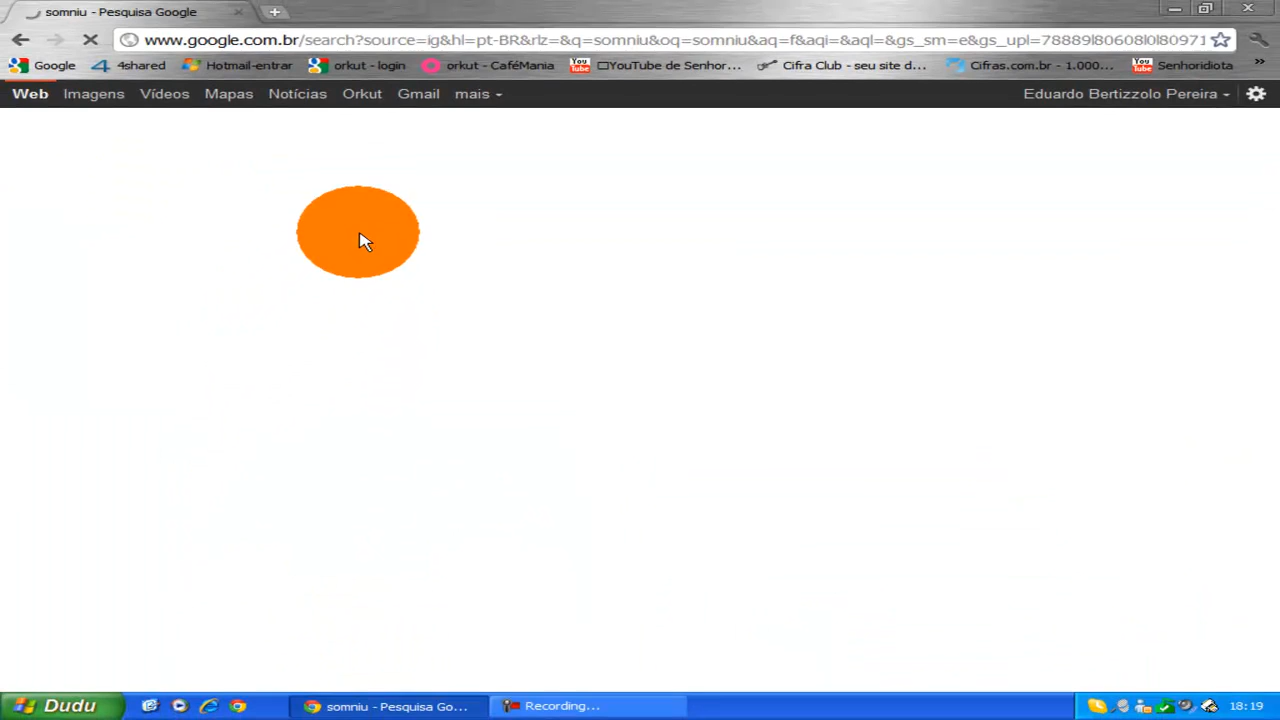 somniu - Pesquisa Google
www.google.com.br/search?source=ig&hl=pt-BR&rlz=&q=somniu&oq=somniu&aq=f&aqi=&aql=&gs_sm=e&gs_upl=78889l80608l0l80971
Google 4shared Hotmail-entrar orkut - login orkut - CaféMania YouTube de Senhor... Cifra Club - seu site d... Cifras.com.br - 1.000... Senhoridiota »
Web Imagens Vídeos Mapas Notícias Orkut Gmail mais Eduardo Bertizzolo Pereira
Dudu somniu - Pesquisa Go... Recording... 18:19